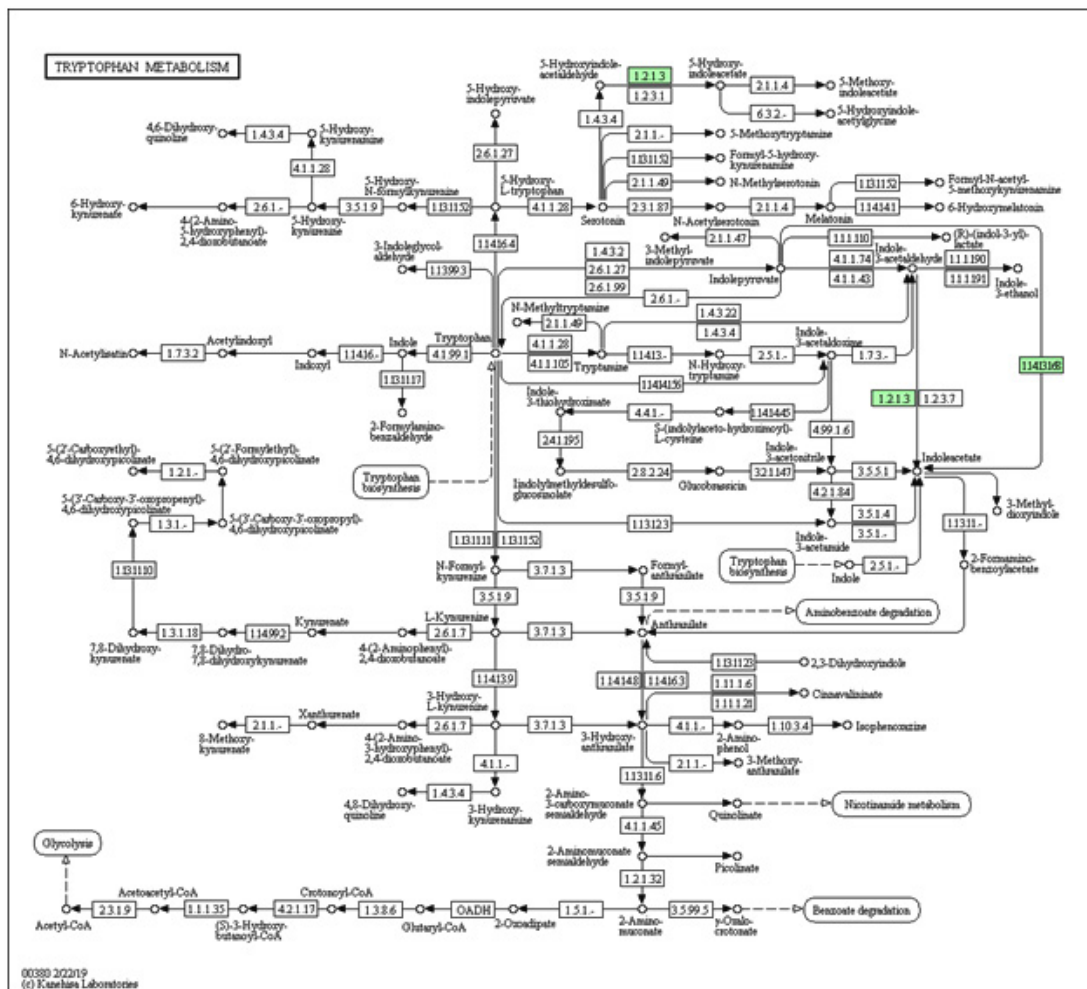 TRYPTOPHAN METABOLISM
5-Hydroxyindole-
acetaldehyde
1.2.1.3
1.2.3.1
5-Hydroxy-
indoleacetate
2.1.1.4
5-Methoxy-
indoleacetate
6.3.2.-
5-Hydroxyindole-
acetylglycine
5-Hydroxy-
indolepyruvate
1.4.3.4
2.1.1.-
5-Methoxytryptamine
4,6-Dihydroxy-
quinoline
1.4.3.4
5-Hydroxy-
kynurenamine
2.6.1.27
1.13.11.52
Formyl-5-hydroxy-
kynurenamine
4.1.1.28
5-Hydroxy-
N-formylkynurenine
5-Hydroxy-
L-tryptophan
2.1.1.49
N-Methylserotonin
1.13.11.52
Formyl-N-acetyl-
5-methoxykynurenamine
6-Hydroxy-
kynurenate
2.6.1.-
4-(2-Amino-
5-hydroxyphenyl)-
2,4-dioxobutanoate
5-Hydroxy-
kynurenine
3.5.1.9
1.13.11.52
4.1.1.28
Serotonin
2.3.1.87
N-Acetylserotonin
2.1.1.4
Melatonin
1.14.14.1
6-Hydroxymelatonin
1.14.16.4
3-Indoleglycol-
aldehyde
1.13.99.3
3-Methyl-
indolepyruvate
2.1.1.47
1.1.1.110
(R)-(indol-3-yl)-
lactate
1.4.3.2
2.6.1.27
2.6.1.99
Indolepyruvate
4.1.1.74
4.1.1.43
Indole-
3-acetaldehyde
1.1.1.190
1.1.1.191
Indole-
3-ethanol
2.6.1.-
N-Methyltryptamine
2.1.1.49
1.4.3.22
1.4.3.4
N-Acetylisatin
1.7.3.2
Acetylindoxyl
Indoxyl
1.14.16.-
Indole
4.1.99.1
Tryptophan
4.1.1.28
4.1.1.105
Tryptamine
1.14.13.-
N-Hydroxy-
tryptamine
2.5.1.-
Indole-
3-acetaldoxime
1.7.3.-
1.14.13.168
1.13.11.17
2-Formylamino-
benzaldehyde
1.14.14.156
Indole-
3-thiohydroximate
4.4.1.-
S-(indolylaceto-hydroximoyl)-
L-cysteine
1.14.14.45
1.2.1.3
1.2.3.7
2.4.1.195
4.99.1.6
5-(2'-Carboxyethyl)-
4,6-dihydroxypicolinate
1.2.1.-
5-(2'-Formylethyl)-
4,6-dihydroxypicolinate
Tryptophan
biosynthesis
Indolylmethyldesulfo-
glucosinolate
2.8.2.24
Glucobrassicin
3.2.1.147
Indole-
3-acetonitrile
3.5.5.1
Indoleacetate
5-(3'-Carboxy-3'-oxopropenyl)-
4,6-dihydroxypicolinate
1.3.1.-
5-(3'-Carboxy-3'-oxopropyl)-
4,6-dihydroxypicolinate
4.2.1.84
3-Methyl-
dioxyindole
1.13.12.3
Indole-
3-acetamide
3.5.1.4
3.5.1.-
1.13.11.-
1.13.11.10
1.13.11.11
1.13.11.52
Tryptophan
biosynthesis
Indole
2.5.1.-
2-Formamino-
benzoylacetate
N-Formyl-
kynurenine
3.7.1.3
Formyl-
anthranilate
3.5.1.9
3.5.1.9
Aminobenzoate degradation
7,8-Dihydroxy-
kynurenate
1.3.1.18
7,8-Dihydro-
7,8-dihydroxykynurenate
1.14.99.2
Kynurenate
4-(2-Aminophenyl)-
2,4-dioxobutanoate
2.6.1.7
L-Kynurenine
3.7.1.3
Anthranilate
1.13.11.23
2,3-Dihydroxyindole
1.14.13.9
1.14.14.8
1.14.16.3
1.11.1.6
1.11.1.21
Cinnavalininate
8-Methoxy-
kynurenate
2.1.1.-
Xanthurenate
4-(2-Amino-
3-hydroxyphenyl)-
2,4-dioxobutanoate
2.6.1.7
3-Hydroxy-
L-kynurenine
3.7.1.3
3-Hydroxy-
anthranilate
4.1.1.-
2-Amino-
phenol
1.10.3.4
Isophenoxazine
4.1.1.-
2.1.1.-
3-Methoxy-
anthranilate
1.13.11.6
4,8-Dihydroxy-
quinoline
1.4.3.4
3-Hydroxy-
kynurenamine
2-Amino-
3-carboxymuconate
semialdehyde
Quinolinate
Nicotinamide metabolism
4.1.1.45
Glycolysis
2-Aminomuconate
semialdehyde
Picolinate
1.2.1.32
Acetyl-CoA
2.3.1.9
Acetoacetyl-CoA
1.1.1.35
(S)-3-Hydroxy-
butanoyl-CoA
4.2.1.17
Crotonoyl-CoA
1.3.8.6
Glutaryl-CoA
OADH
2-Oxoadipate
1.5.1.-
2-Amino-
muconate
3.5.99.5
γ-Oxalo-
crotonate
Benzoate degradation
00380 2/22/19
(c) Kanehisa Laboratories